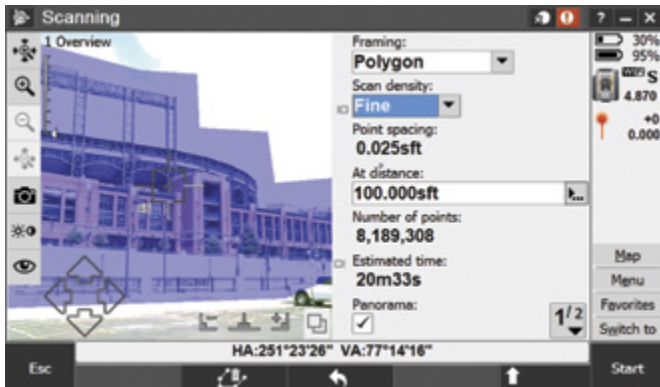 Scanning
? – X
1 Overview
Framing:
Polygon
Scan density:
Fine
Point spacing:
0.025sft
At distance:
100.000sft
Number of points:
8,189,308
Estimated time:
20m33s
Panorama:
1/2
30%
95%
S
4.870
+0
0.000
Map
Menu
Favorites
Switch to
HA:251°23'26" VA:77°14'16"
Esc
Start